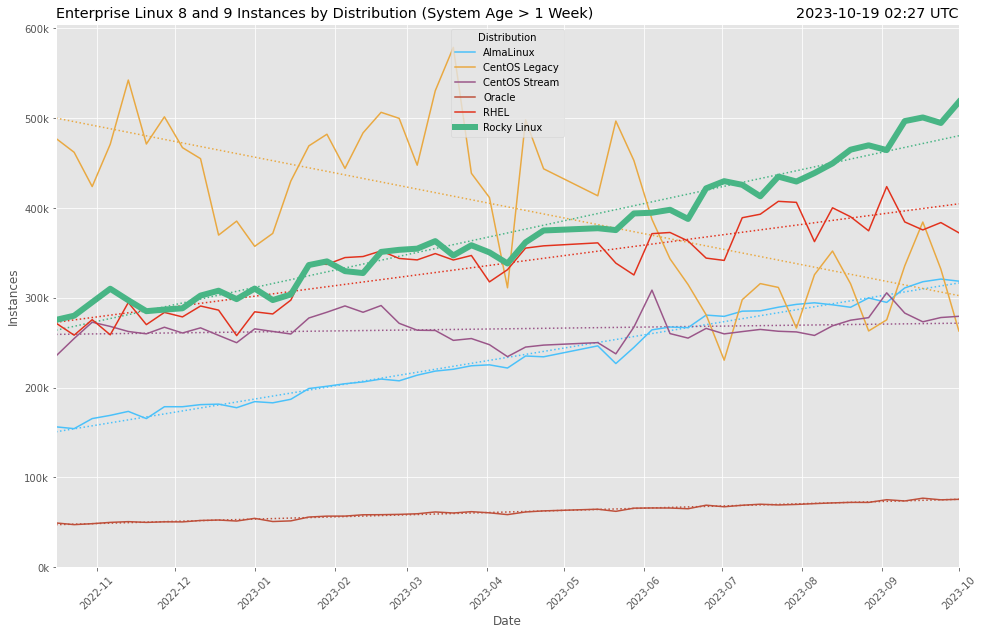 Enterprise Linux 8 and 9 Instances by Distribution (System Age > 1 Week)
2023-10-19 02:27 UTC
Distribution
AlmaLinux
CentOS Legacy
CentOS Stream
Oracle
RHEL
Rocky Linux
600k
500k
400k
300k
200k
100k
0k
Instances
2022-11
2022-12
2023-01
2023-02
2023-03
2023-04
2023-05
2023-06
2023-07
2023-08
2023-09
2023-10
Date